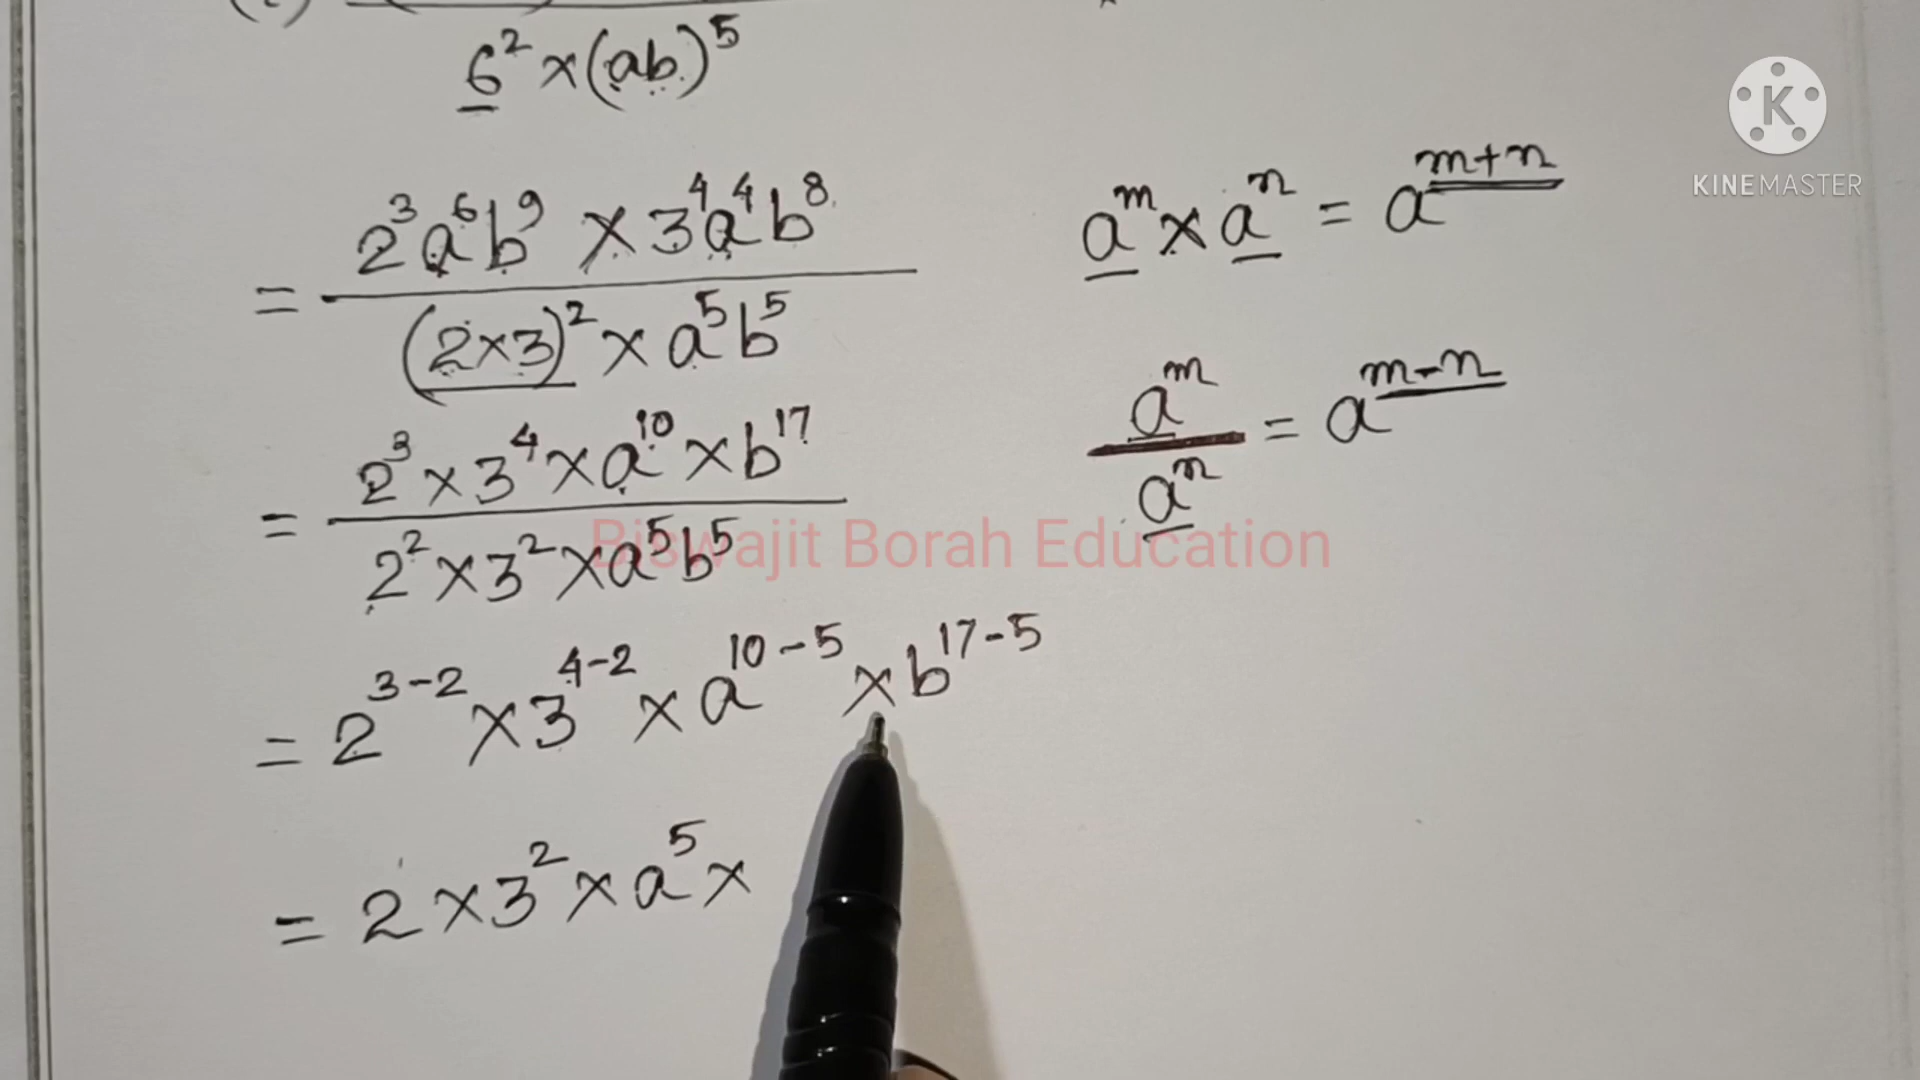 6² × (ab)⁵
= 2³a⁶b⁹ × 3⁴a⁴b⁸
(2×3)² × a⁵b⁵
= 2³ × 3⁴ × a¹⁰ × b¹⁷
2² × 3² × a⁵b⁵
= 2³⁻² × 3⁴⁻² × a¹⁰⁻⁵ × b¹⁷⁻⁵
= 2 × 3² × a⁵ ×
aᵐ × aⁿ = aᵐ⁺ⁿ
aᵐ
aⁿ
= aᵐ⁻ⁿ
K
KINEMASTER
Biswajit Borah Education